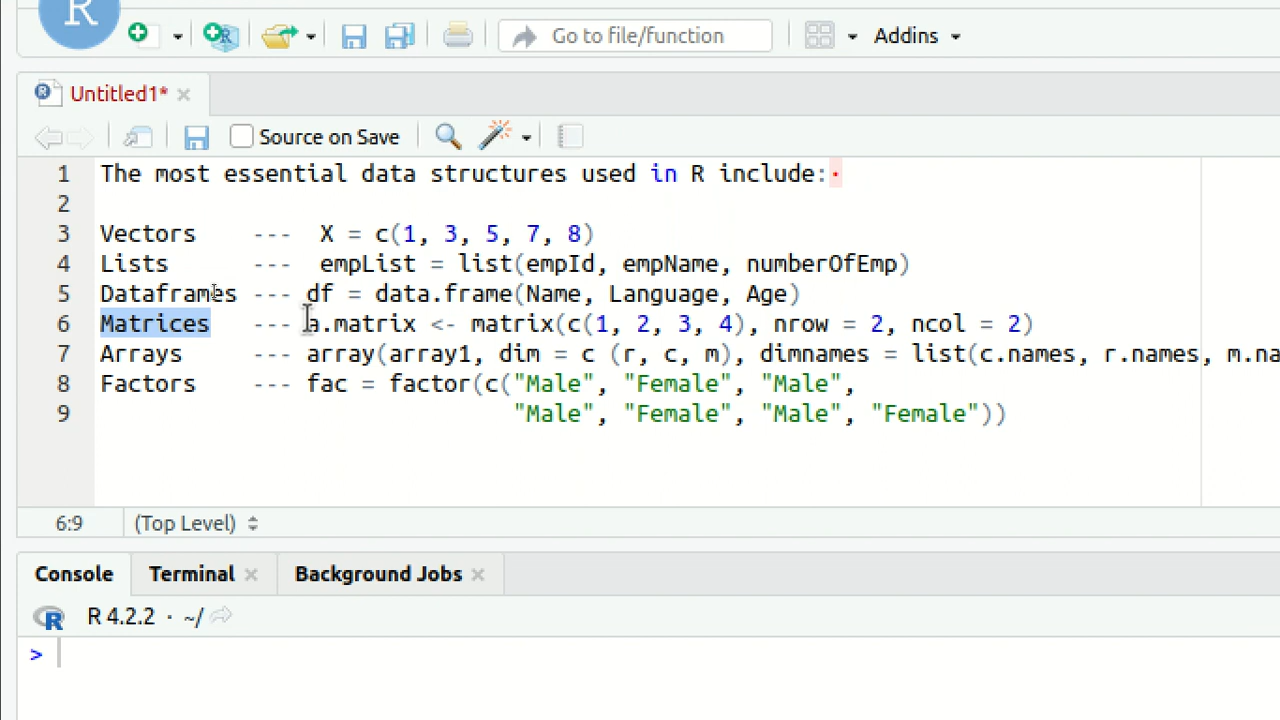 R
Go to file/function
Addins
Untitled1*
Source on Save
1 The most essential data structures used in R include:
2
3 Vectors --- X = c(1, 3, 5, 7, 8)
4 Lists --- empList = list(empId, empName, numberOfEmp)
5 Dataframes --- df = data.frame(Name, Language, Age)
6 Matrices --- a.matrix <- matrix(c(1, 2, 3, 4), nrow = 2, ncol = 2)
7 Arrays --- array(array1, dim = c (r, c, m), dimnames = list(c.names, r.names, m.na
8 Factors --- fac = factor(c("Male", "Female", "Male",
9 "Male", "Female", "Male", "Female"))
6:9 (Top Level)
Console Terminal Background Jobs
R R 4.2.2 · ~/
>